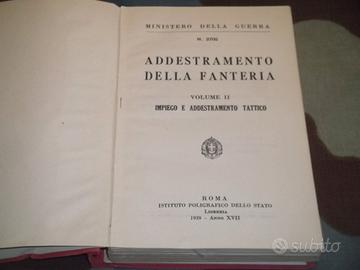 MINISTERO DELLA GUERRA
N. 3702
ADDESTRAMENTO
DELLA FANTERIA
VOLUME II
IMPIEGO E ADDESTRAMENTO TATTICO
ROMA
ISTITUTO POLIGRAFICO DELLO STATO
LIBRERIA
1939 - ANNO XVII
subito